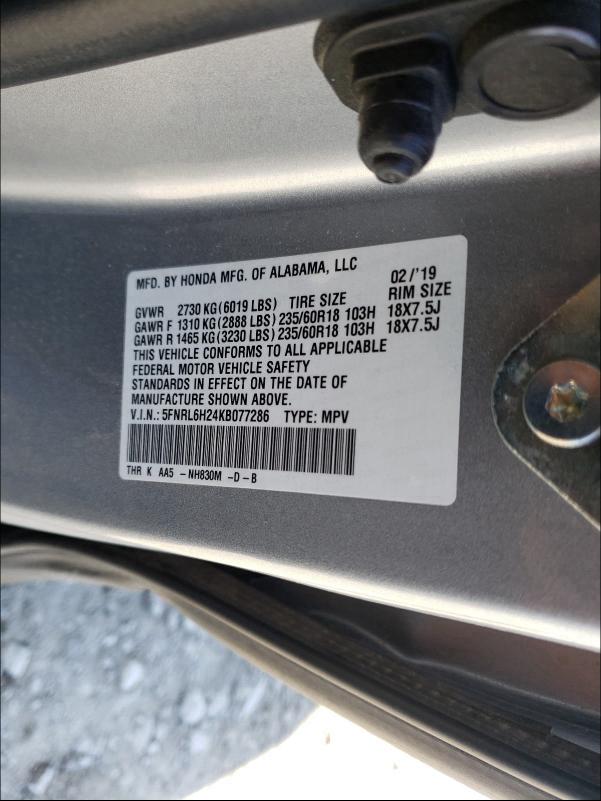 MFD. BY HONDA MFG. OF ALABAMA, LLC 02/'19
GVWR 2730 KG(6019 LBS) TIRE SIZE RIM SIZE
GAWR F 1310 KG(2888 LBS)235/60R18 103H 18X7.5J
GAWR R 1465 KG(3230 LBS)235/60R18 103H 18X7.5J
THIS VEHICLE CONFORMS TO ALL APPLICABLE
FEDERAL MOTOR VEHICLE SAFETY
STANDARDS IN EFFECT ON THE DATE OF
MANUFACTURE SHOWN ABOVE.
V.I.N.: 5FNRL6H24KB077286 TYPE: MPV
THR K AA5 -NH830M -D-B